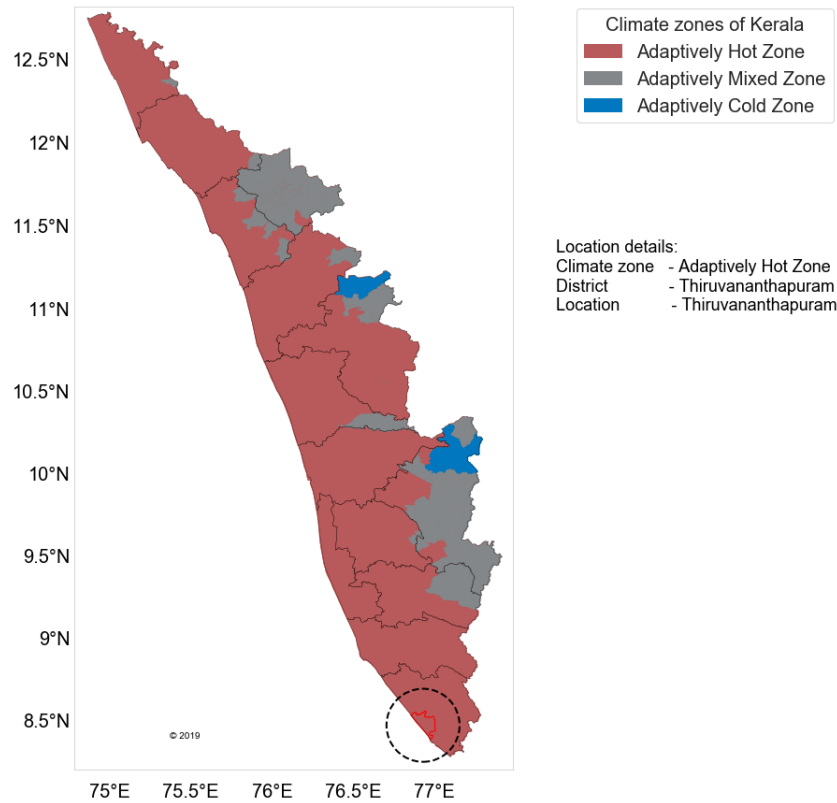 Climate zones of Kerala
Adaptively Hot Zone
Adaptively Mixed Zone
Adaptively Cold Zone
12.5°N
12°N
11.5°N
11°N
10.5°N
10°N
9.5°N
9°N
8.5°N
Location details:
Climate zone - Adaptively Hot Zone
District - Thiruvananthapuram
Location - Thiruvananthapuram
© 2019
75°E 75.5°E 76°E 76.5°E 77°E